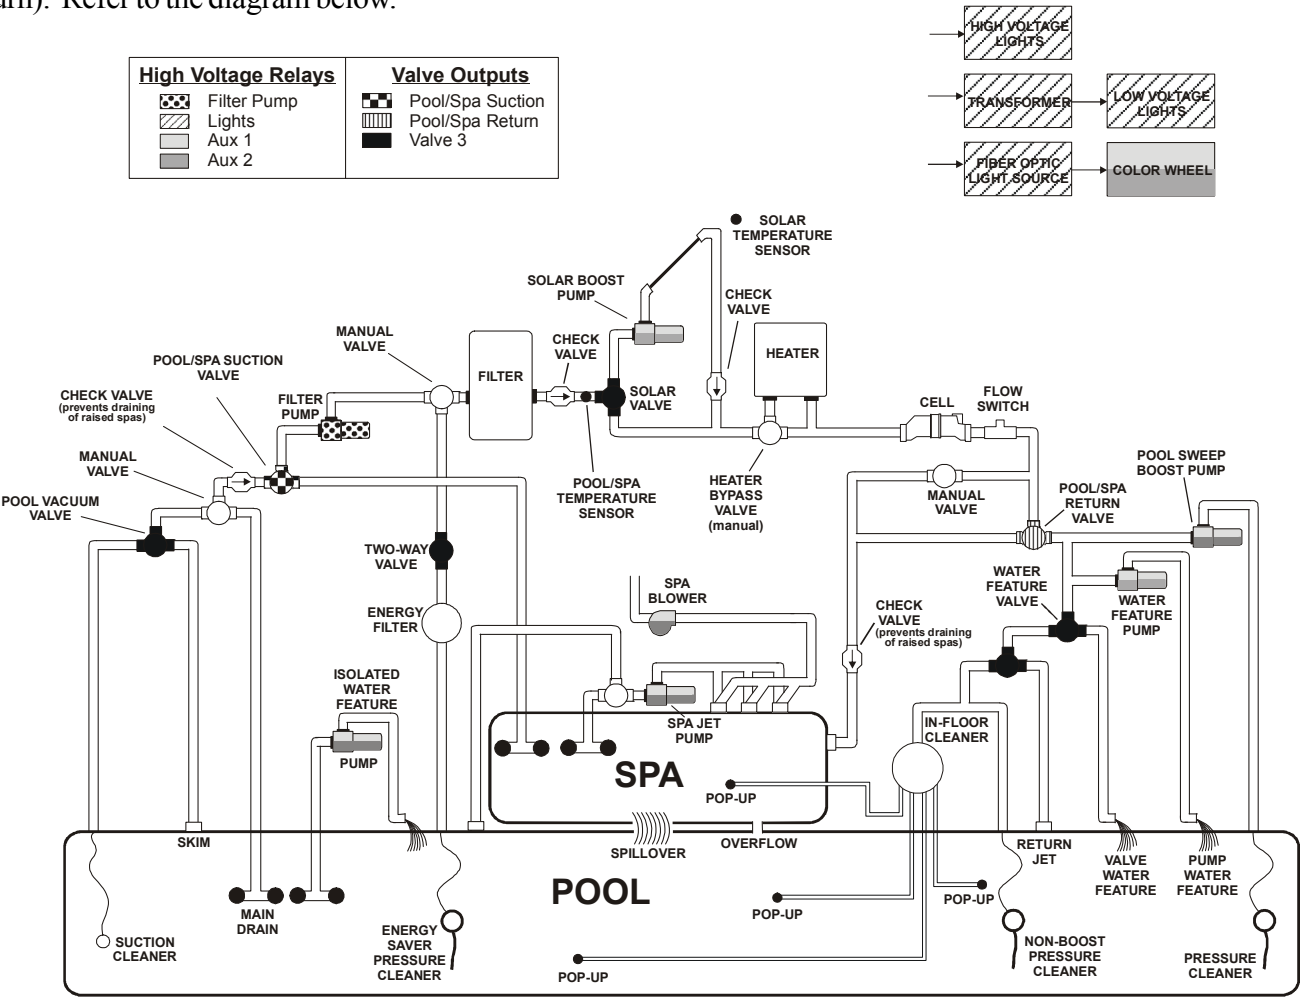 urn). Refer to the diagram below.
HIGH VOLTAGE
LIGHTS
TRANSFORMER
LOW VOLTAGE
LIGHTS
FIBER OPTIC
LIGHT SOURCE
COLOR WHEEL
High Voltage Relays
Filter Pump
Lights
Aux 1
Aux 2
Valve Outputs
Pool/Spa Suction
Pool/Spa Return
Valve 3
SOLAR
TEMPERATURE
SENSOR
SOLAR BOOST
PUMP
CHECK
VALVE
MANUAL
VALVE
CHECK
VALVE
HEATER
POOL/SPA SUCTION
VALVE
FILTER
SOLAR
VALVE
CHECK VALVE
(prevents draining
of raised spas)
FILTER
PUMP
CELL
FLOW
SWITCH
MANUAL
VALVE
POOL VACUUM
VALVE
POOL/SPA
TEMPERATURE
SENSOR
HEATER
BYPASS
VALVE
(manual)
MANUAL
VALVE
POOL/SPA
RETURN
VALVE
POOL SWEEP
BOOST PUMP
TWO-WAY
VALVE
ENERGY
FILTER
SPA
BLOWER
WATER
FEATURE
VALVE
WATER
FEATURE
PUMP
CHECK
VALVE
(prevents draining
of raised spas)
ISOLATED
WATER
FEATURE
PUMP
SPA JET
PUMP
IN-FLOOR
CLEANER
SPA
POP-UP
SKIM
SPILLOVER
OVERFLOW
RETURN
JET
VALVE
WATER
FEATURE
PUMP
WATER
FEATURE
POOL
MAIN
DRAIN
POP-UP
POP-UP
SUCTION
CLEANER
ENERGY
SAVER
PRESSURE
CLEANER
POP-UP
NON-BOOST
PRESSURE
CLEANER
PRESSURE
CLEANER